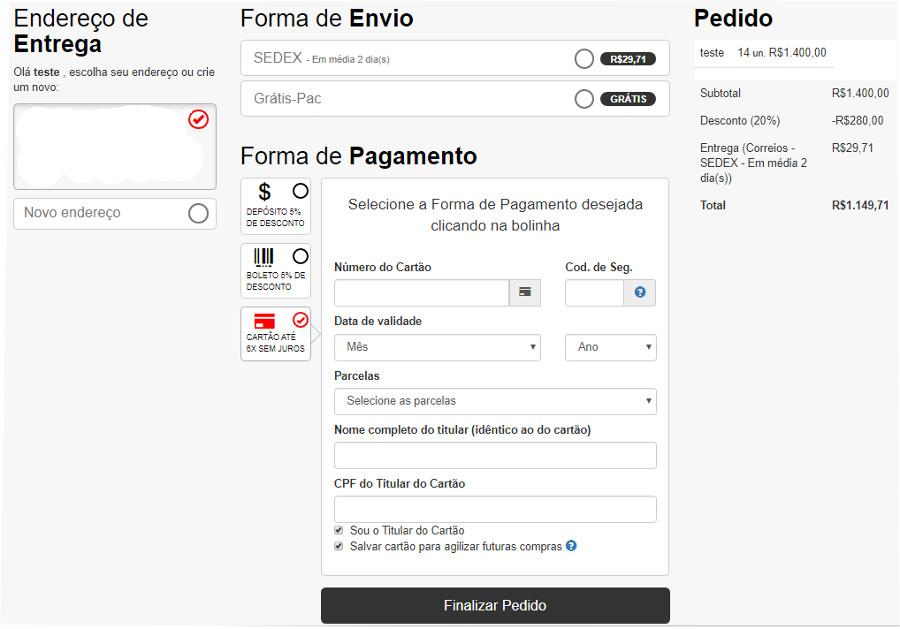 Endereço de
Entrega
Olá teste , escolha seu endereço ou crie
um novo:
Novo endereço
Forma de Envio
SEDEX - Em média 2 dia(s)
R$29,71
Grátis-Pac
GRÁTIS
Forma de Pagamento
$
DEPÓSITO 5%
DE DESCONTO
BOLETO 5% DE
DESCONTO
CARTÃO ATÉ
6X SEM JUROS
Selecione a Forma de Pagamento desejada
clicando na bolinha
Número do Cartão
Cod. de Seg.
?
Data de validade
Mês
Ano
Parcelas
Selecione as parcelas
Nome completo do titular (idêntico ao do cartão)
CPF do Titular do Cartão
Sou o Titular do Cartão
Salvar cartão para agilizar futuras compras ?
Finalizar Pedido
Pedido
teste 14 un. R$1.400,00
Subtotal R$1.400,00
Desconto (20%) -R$280,00
Entrega (Correios - R$29,71
SEDEX - Em média 2
dia(s))
Total R$1.149,71